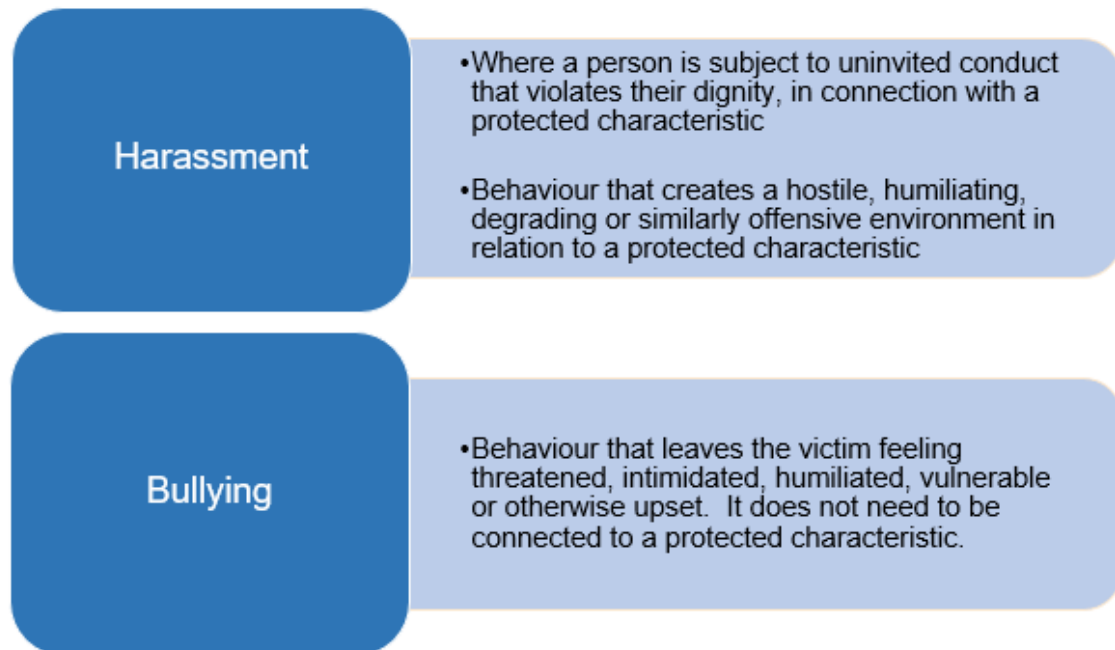 Harassment
•Where a person is subject to uninvited conduct
that violates their dignity, in connection with a
protected characteristic
•Behaviour that creates a hostile, humiliating,
degrading or similarly offensive environment in
relation to a protected characteristic
Bullying
•Behaviour that leaves the victim feeling
threatened, intimidated, humiliated, vulnerable
or otherwise upset.  It does not need to be
connected to a protected characteristic.